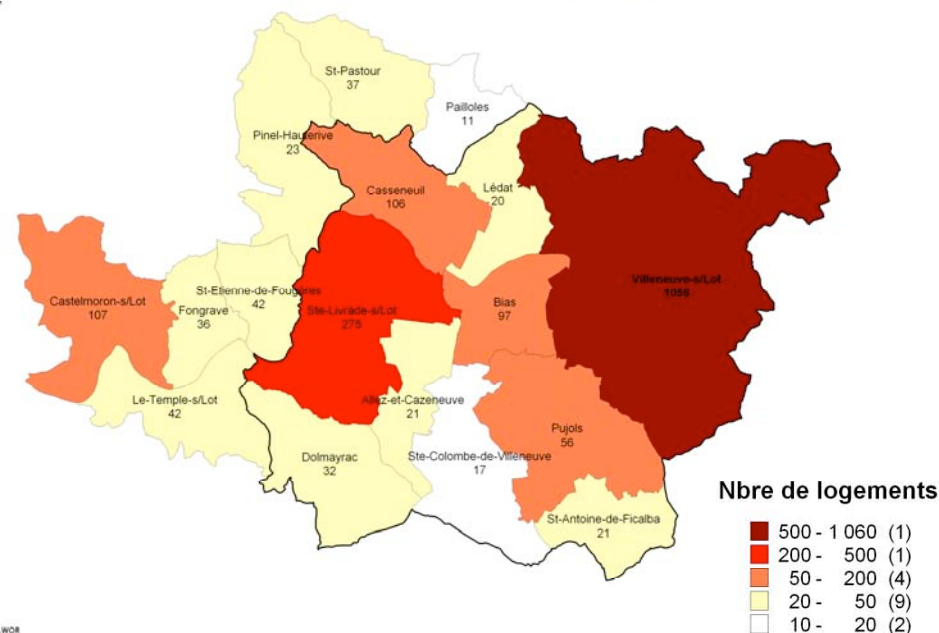 St-Pastour
37
Pailloles
11
Pinel-Hauterive
23
Casseneuil
106
Lédat
20
Villeneuve-s/Lot
1056
Castelmoron-s/Lot
107
St-Etienne-de-Fougères
42
Fongrave
36
Ste-Livrade-s/Lot
275
Bias
97
Le-Temple-s/Lot
42
Allez-et-Cazeneuve
21
Pujols
56
Dolmayrac
32
Ste-Colombe-de-Villeneuve
17
St-Antoine-de-Ficalba
21
Nbre de logements
500 - 1 060 (1)
200 - 500 (1)
50 - 200 (4)
20 - 50 (9)
10 - 20 (2)
.WOR